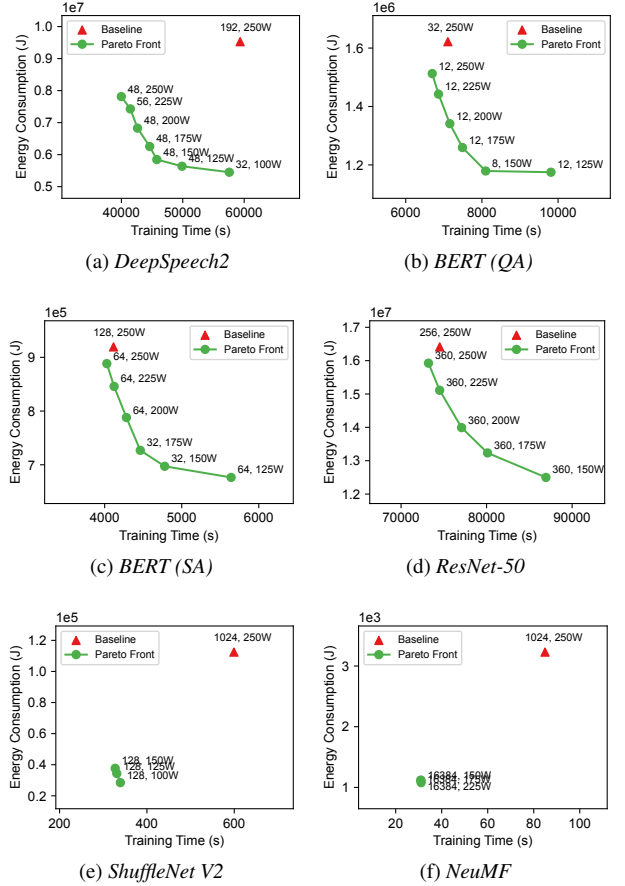 1e7
Baseline
Pareto Front
192, 250W
48, 250W
56, 225W
48, 200W
48, 175W
48, 150W
48, 125W
32, 100W
1.0
0.9
0.8
0.7
0.6
0.5
Energy Consumption (J)
40000 50000 60000
Training Time (s)
(a) DeepSpeech2
1e6
32, 250W
Baseline
Pareto Front
12, 250W
12, 225W
12, 200W
12, 175W
8, 150W
12, 125W
1.6
1.4
1.2
Energy Consumption (J)
6000 8000 10000
Training Time (s)
(b) BERT (QA)
1e5
128, 250W
Baseline
Pareto Front
64, 250W
64, 225W
64, 200W
32, 175W
32, 150W
64, 125W
9
8
7
Energy Consumption (J)
4000 5000 6000
Training Time (s)
(c) BERT (SA)
1e7
256, 250W
Baseline
Pareto Front
360, 250W
360, 225W
360, 200W
360, 175W
360, 150W
1.7
1.6
1.5
1.4
1.3
1.2
Energy Consumption (J)
70000 80000 90000
Training Time (s)
(d) ResNet-50
1e5
Baseline
Pareto Front
1024, 250W
128, 150W
128, 125W
128, 100W
1.2
1.0
0.8
0.6
0.4
0.2
Energy Consumption (J)
200 400 600
Training Time (s)
(e) ShuffleNet V2
1e3
Baseline
Pareto Front
1024, 250W
16384, 150W
16384, 175W
16384, 225W
3
2
1
Energy Consumption (J)
20 40 60 80 100
Training Time (s)
(f) NeuMF